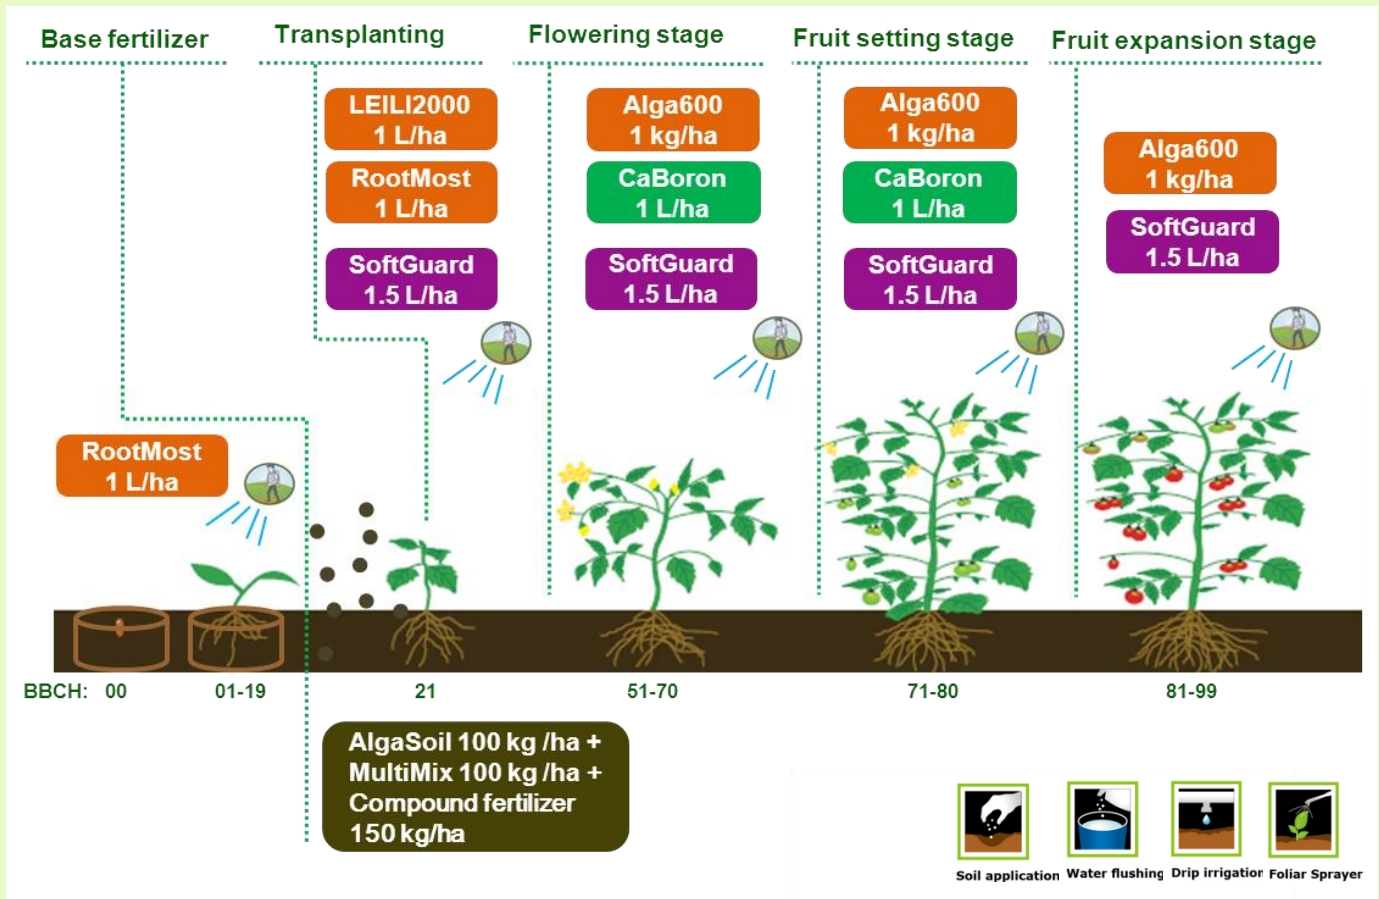 Base fertilizer
Transplanting
Flowering stage
Fruit setting stage
Fruit expansion stage
LEILI2000
1 L/ha
RootMost
1 L/ha
SoftGuard
1.5 L/ha
Alga600
1 kg/ha
CaBoron
1 L/ha
SoftGuard
1.5 L/ha
Alga600
1 kg/ha
CaBoron
1 L/ha
SoftGuard
1.5 L/ha
Alga600
1 kg/ha
SoftGuard
1.5 L/ha
RootMost
1 L/ha
BBCH: 00 01-19 21 51-70 71-80 81-99
AlgaSoil 100 kg /ha +
MultiMix 100 kg /ha +
Compound fertilizer
150 kg/ha
Soil application
Water flushing
Drip irrigation
Foliar Sprayer